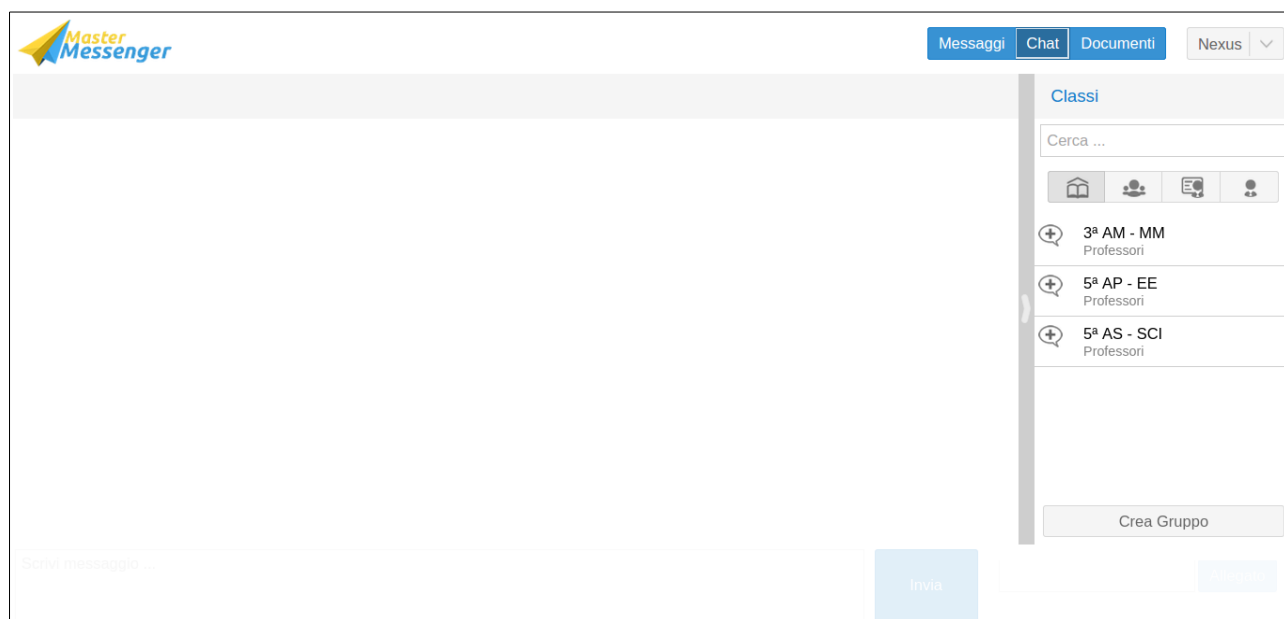 Master
Messenger
Messaggi Chat Documenti Nexus
Classi
Cerca ...
3ª AM - MM
Professori
5ª AP - EE
Professori
5ª AS - SCI
Professori
Crea Gruppo
Scrivi messaggio ...
Invia